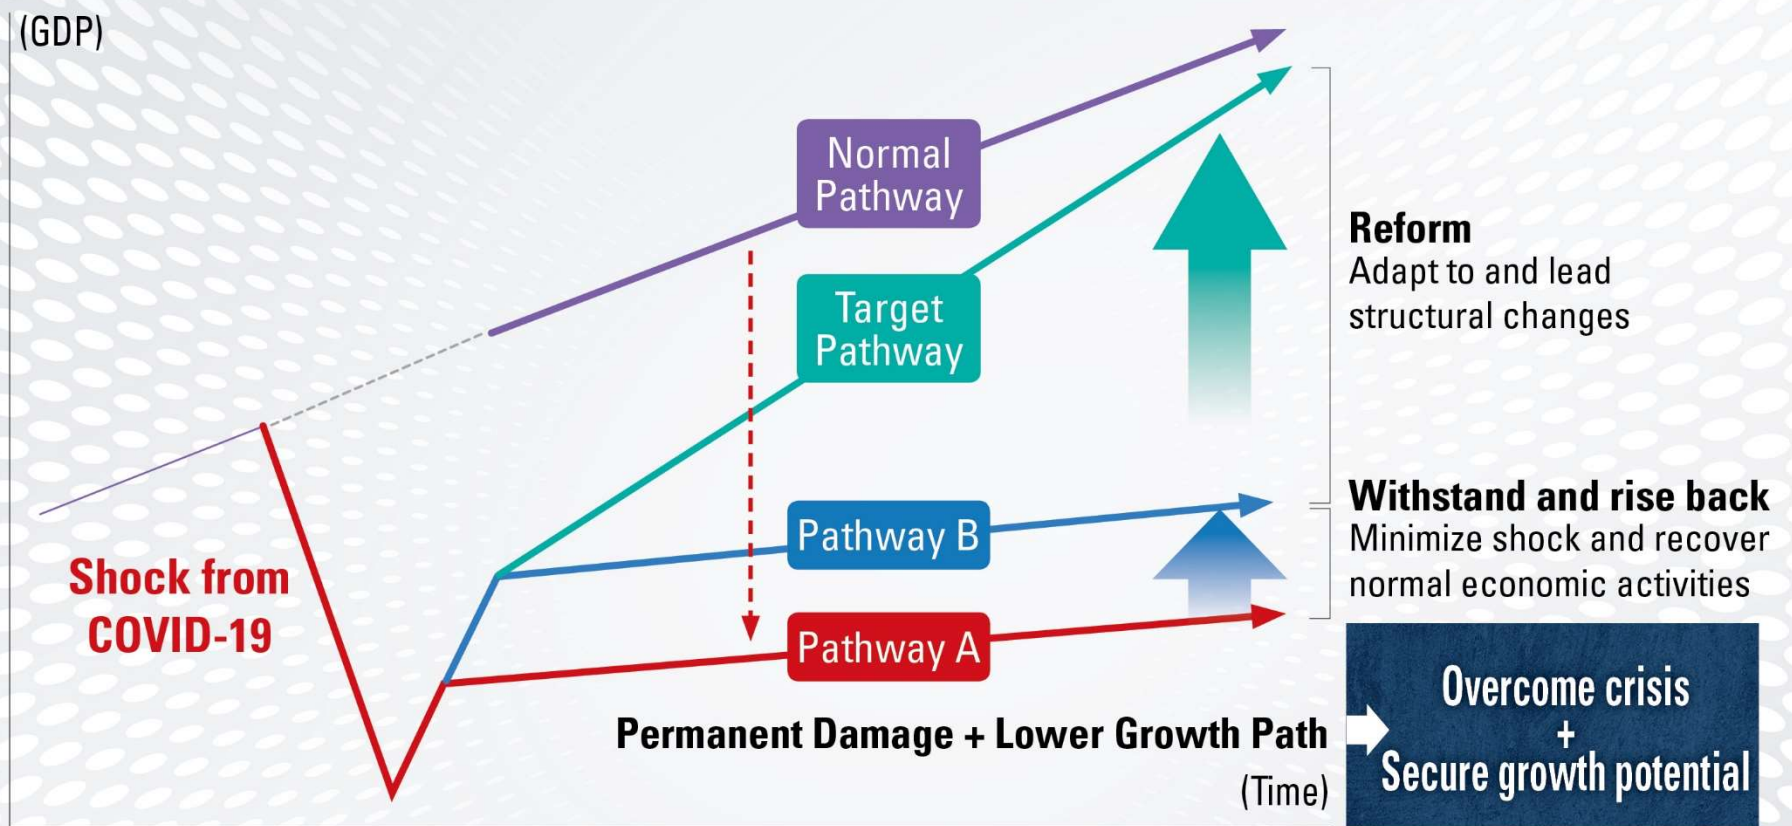 (GDP)
Normal
Pathway
Target
Pathway
Reform
Adapt to and lead
structural changes
Pathway B
Withstand and rise back
Minimize shock and recover
normal economic activities
Shock from
COVID-19
Pathway A
Permanent Damage + Lower Growth Path
(Time)
Overcome crisis
+
Secure growth potential